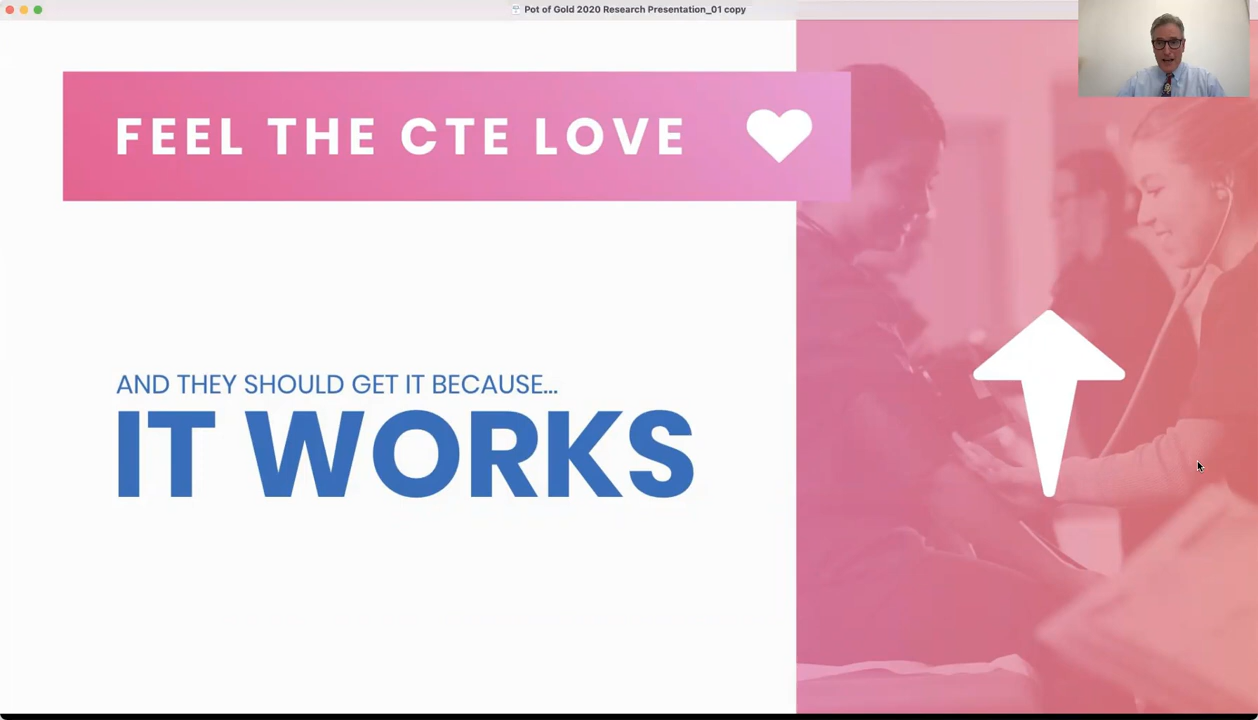 Pot of Gold 2020 Research Presentation_01 copy
FEEL THE CTE LOVE
AND THEY SHOULD GET IT BECAUSE...
IT WORKS